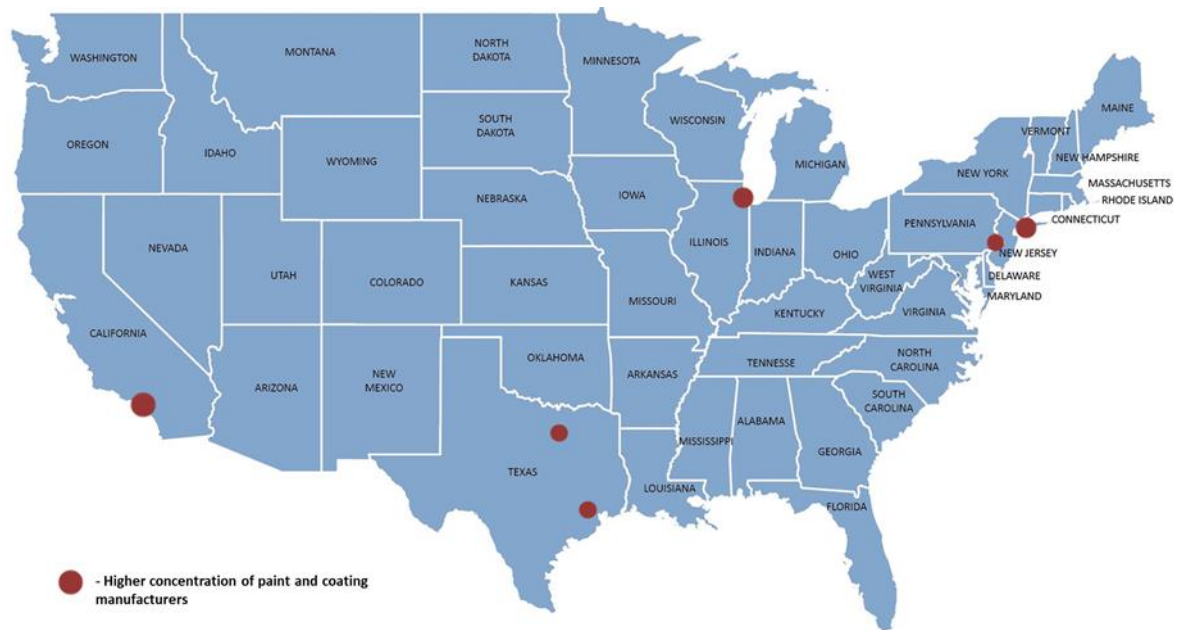 WASHINGTON
MONTANA
NORTH
DAKOTA
MINNESOTA
MAINE
OREGON
IDAHO
WYOMING
SOUTH
DAKOTA
WISCONSIN
MICHIGAN
VERMONT
NEW HAMPSHIRE
NEW YORK
MASSACHUSETTS
RHODE ISLAND
CONNECTICUT
NEBRASKA
IOWA
PENNSYLVANIA
NEVADA
UTAH
COLORADO
KANSAS
ILLINOIS
INDIANA
OHIO
NEW JERSEY
WEST
VIRGINIA
DELAWARE
MARYLAND
MISSOURI
KENTUCKY
VIRGINIA
CALIFORNIA
ARIZONA
NEW
MEXICO
OKLAHOMA
ARKANSAS
TENNESSE
NORTH
CAROLINA
SOUTH
CAROLINA
MISSISSIPPI
ALABAMA
GEORGIA
TEXAS
LOUISIANA
FLORIDA
- Higher concentration of paint and coating
manufacturers